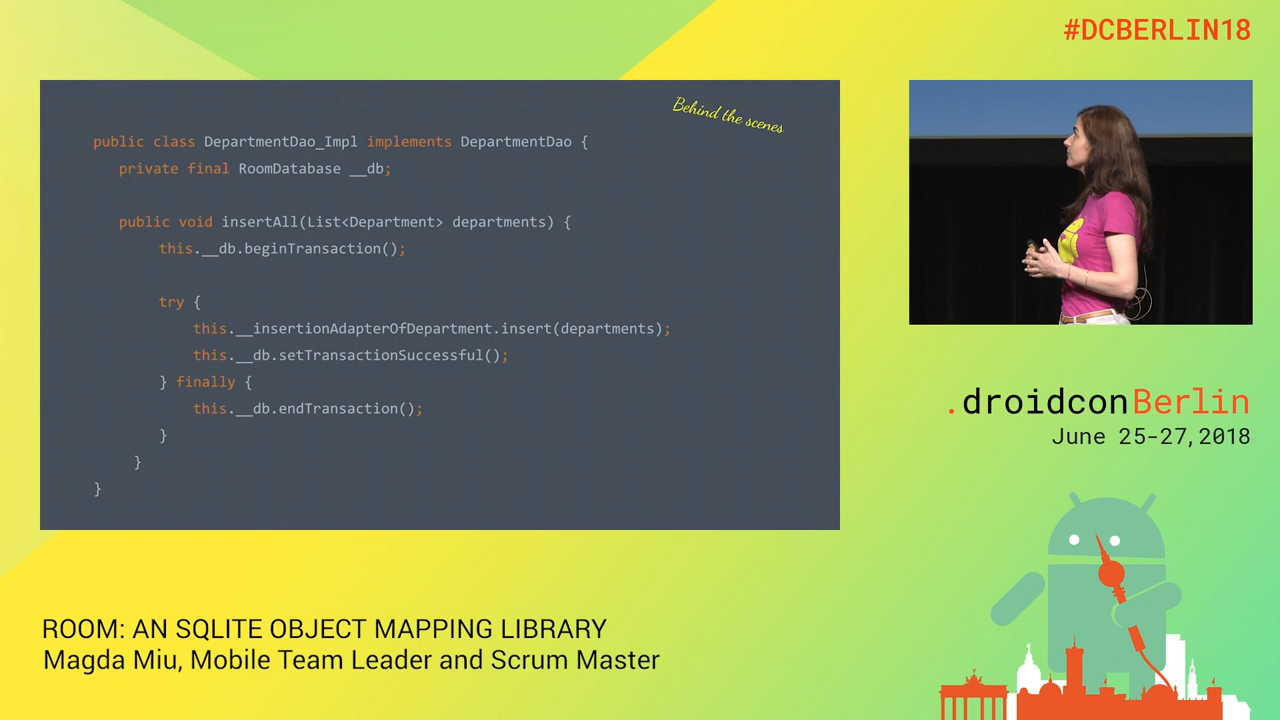 #DCBERLIN18
Behind the scenes
public class DepartmentDao_Impl implements DepartmentDao {
private final RoomDatabase __db;
public void insertAll(List<Department> departments) {
this.__db.beginTransaction();
try {
this.__insertionAdapterOfDepartment.insert(departments);
this.__db.setTransactionSuccessful();
} finally {
this.__db.endTransaction();
}
}
}
.droidconBerlin
June 25-27,2018
ROOM: AN SQLITE OBJECT MAPPING LIBRARY
Magda Miu, Mobile Team Leader and Scrum Master